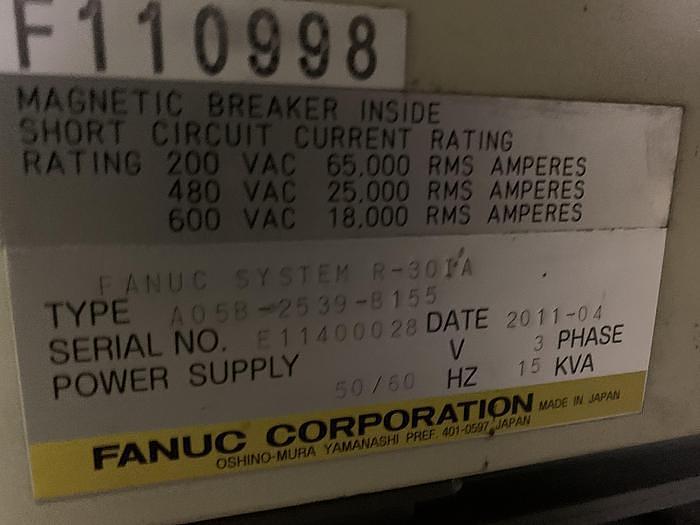 F110998
MAGNETIC BREAKER INSIDE
SHORT CIRCUIT CURRENT RATING
RATING 200 VAC 65,000 RMS AMPERES
480 VAC 25,000 RMS AMPERES
600 VAC 18,000 RMS AMPERES
FANUC SYSTEM R-30iA
TYPE A05B-2539-B155
SERIAL NO. E11400028 DATE 2011-04
POWER SUPPLY V 3 PHASE
50/60 HZ 15 KVA
FANUC CORPORATION MADE IN JAPAN
OSHINO-MURA YAMANASHI PREF. 401-0597, JAPAN